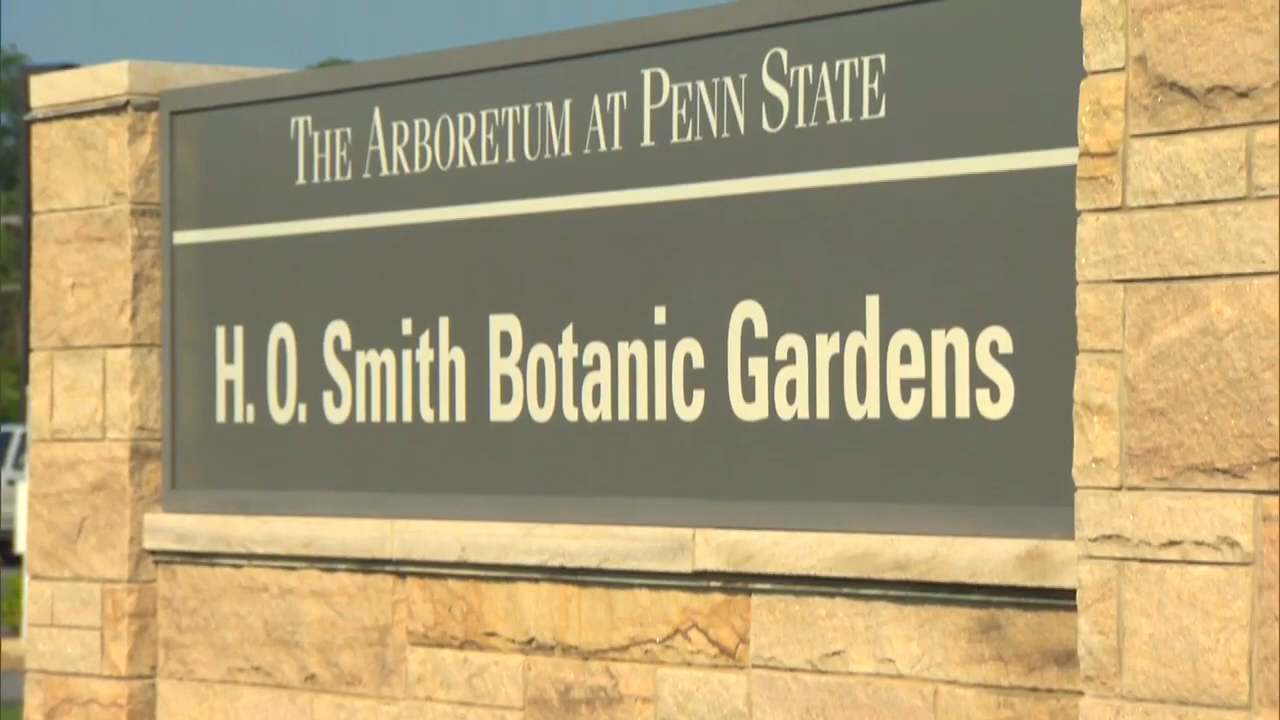 THE ARBORETUM AT PENN STATE
H. O. Smith Botanic Gardens